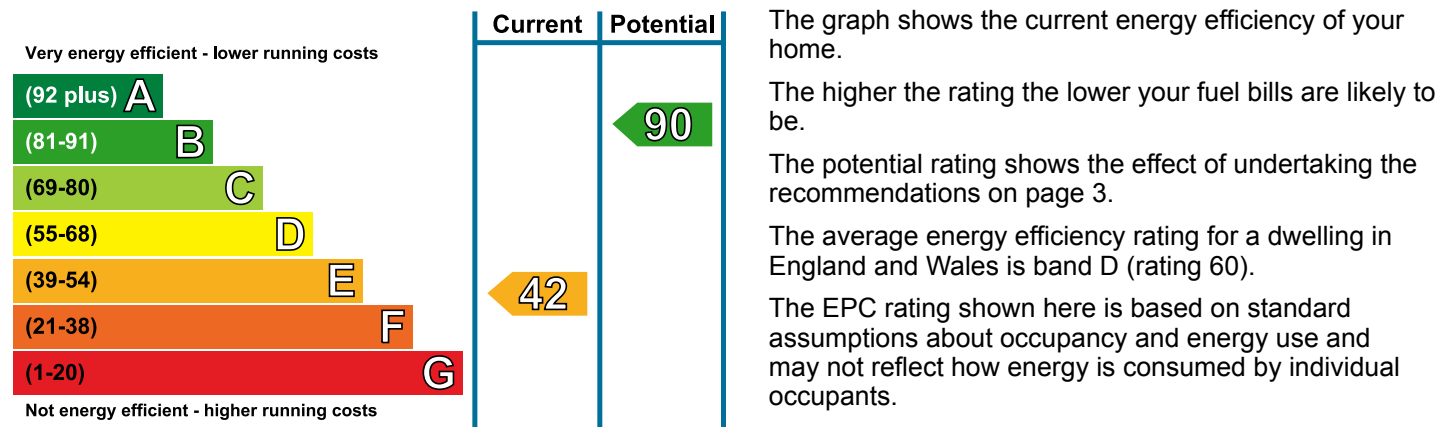 Current Potential
Very energy efficient - lower running costs
(92 plus) A
(81-91) B
90
(69-80) C
(55-68) D
(39-54) E
42
(21-38) F
(1-20) G
Not energy efficient - higher running costs
The graph shows the current energy efficiency of your
home.
The higher the rating the lower your fuel bills are likely to
be.
The potential rating shows the effect of undertaking the
recommendations on page 3.
The average energy efficiency rating for a dwelling in
England and Wales is band D (rating 60).
The EPC rating shown here is based on standard
assumptions about occupancy and energy use and
may not reflect how energy is consumed by individual
occupants.